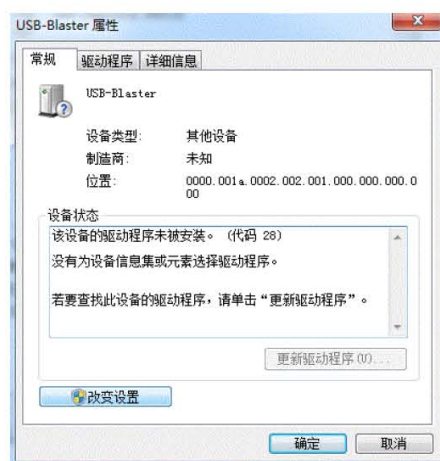 USB-Blaster 属性
常规 驱动程序 详细信息
USB-Blaster
设备类型: 其他设备
制造商: 未知
位置: 0000.001a.0002.002.001.000.000.000.0
00
设备状态
该设备的驱动程序未被安装。 (代码 28)
没有为设备信息集或元素选择驱动程序。
若要查找此设备的驱动程序，请单击“更新驱动程序”。
更新驱动程序(U)...
改变设置
确定 取消